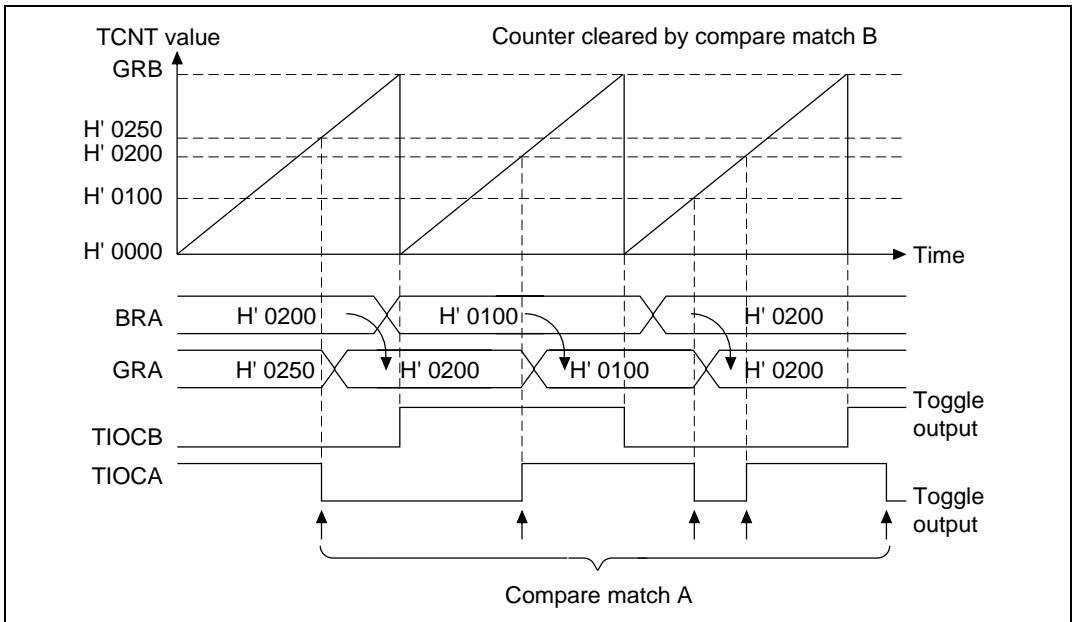 TCNT value
Counter cleared by compare match B
GRB
H' 0250
H' 0200
H' 0100
H' 0000
Time
BRA
H' 0200
H' 0100
H' 0200
GRA
H' 0250
H' 0200
H' 0100
H' 0200
TIOCB
Toggle
output
TIOCA
Toggle
output
Compare match A